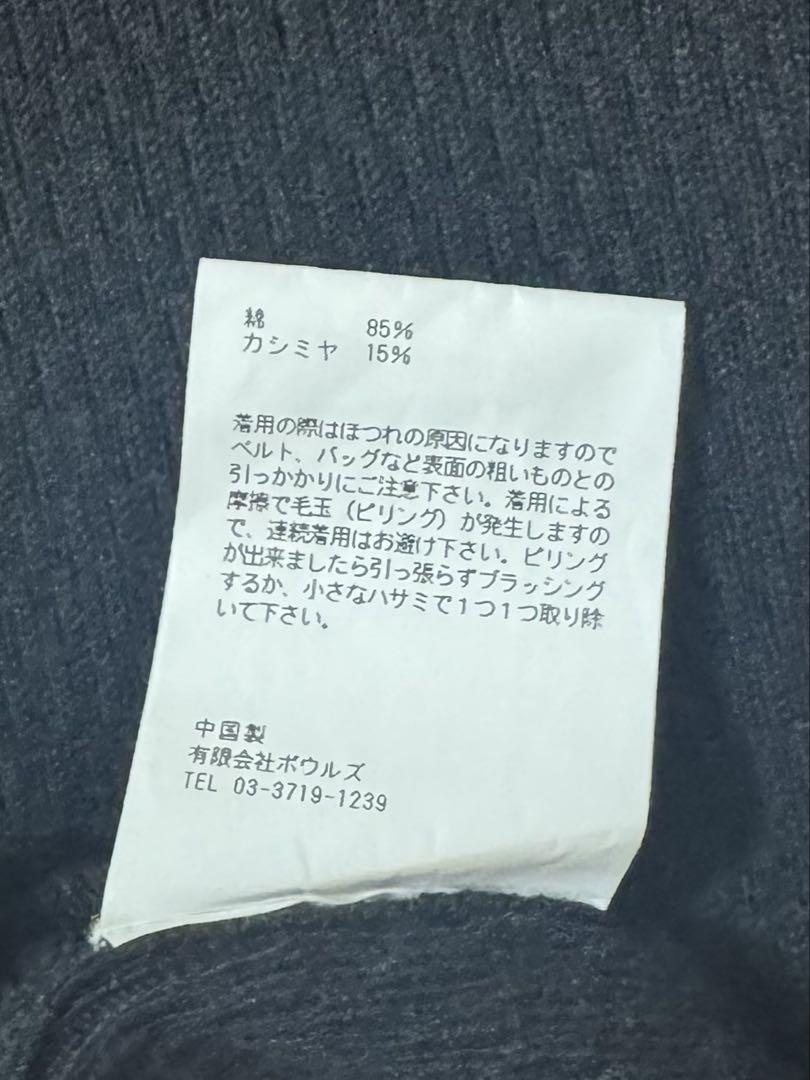 綿 85%
カシミヤ 15%
着用の際はほつれの原因になりますので
ベルト、バッグなど表面の粗いものとの
引っかかりにご注意下さい。着用による
摩擦で毛玉（ピリング）が発生しますの
で、連続着用はお避け下さい。ピリング
が出来ましたら引っ張らずブラッシング
するか、小さなハサミで1つ1つ取り除
いて下さい。
中国製
有限会社ボウルズ
TEL 03-3719-1239